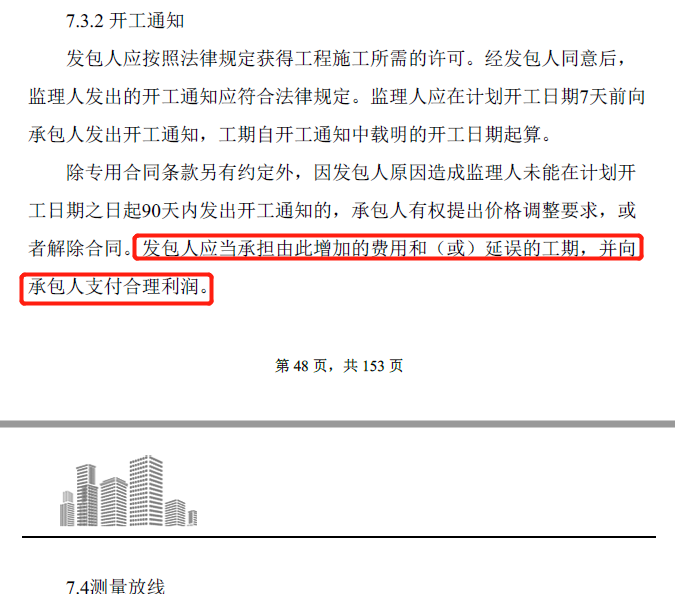 7.3.2 开工通知
发包人应按照法律规定获得工程施工所需的许可。经发包人同意后，
监理人发出的开工通知应符合法律规定。监理人应在计划开工日期7天前向
承包人发出开工通知，工期自开工通知中载明的开工日期起算。
除专用合同条款另有约定外，因发包人原因造成监理人未能在计划开
工日期之日起90天内发出开工通知的，承包人有权提出价格调整要求，或
者解除合同。发包人应当承担由此增加的费用和（或）延误的工期，并向
承包人支付合理利润。
第 48 页，共 153 页
7.4测量放线